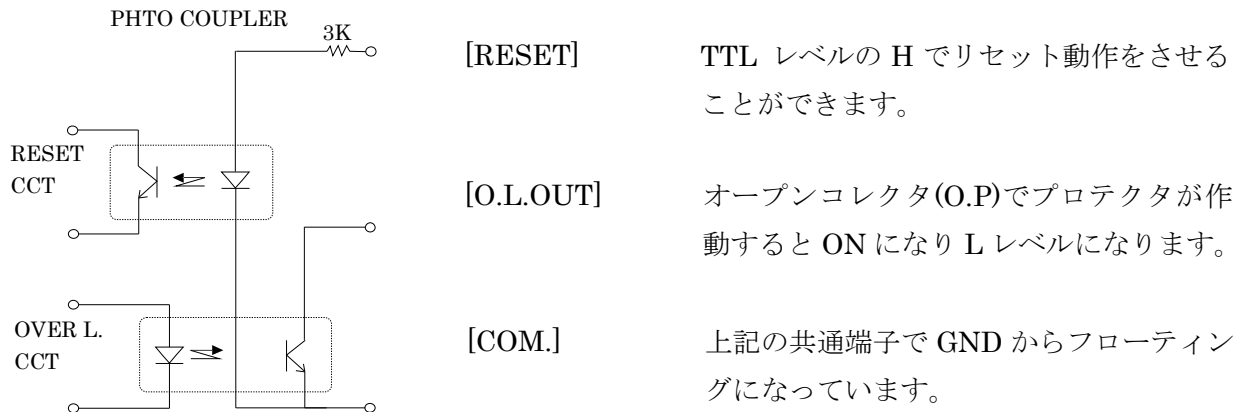 PHTO COUPLER
3K
RESET
CCT
OVER L.
CCT
[RESET] TTL レベルの H でリセット動作をさせる
ことができます。
[O.L.OUT] オープンコレクタ(O.P)でプロテクタが作
動すると ON になり L レベルになります。
[COM.] 上記の共通端子で GND からフローティン
グになっています。